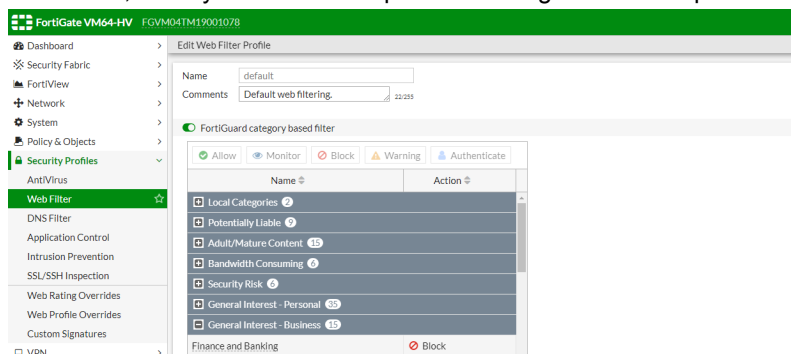 FortiGate VM64-HV FGVM04TM19001078
Dashboard
Security Fabric
FortiView
Network
System
Policy & Objects
Security Profiles
AntiVirus
Web Filter
DNS Filter
Application Control
Intrusion Prevention
SSL/SSH Inspection
Web Rating Overrides
Web Profile Overrides
Custom Signatures
VPN
Edit Web Filter Profile
Name default
Comments Default web filtering. 22/255
FortiGuard category based filter
Allow Monitor Block Warning Authenticate
Name Action
Local Categories 2
Potentially Liable 9
Adult/Mature Content 15
Bandwidth Consuming 6
Security Risk 6
General Interest - Personal 35
General Interest - Business 15
Finance and Banking Block